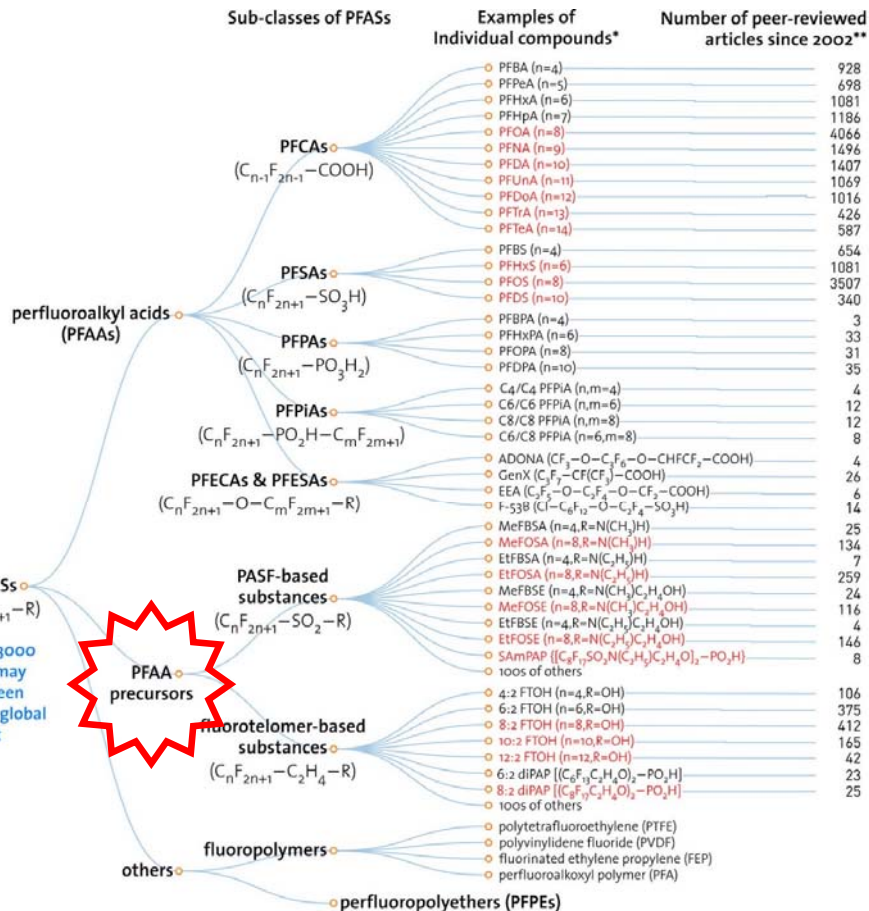 Sub-classes of PFASs
Examples of
Individual compounds*
Number of peer-reviewed
articles since 2002**
PFCAs
(Cn-1F2n-1–COOH)
PFBA (n=4) 928
PFPeA (n=5) 698
PFHxA (n=6) 1081
PFHpA (n=7) 1186
PFOA (n=8) 4066
PFNA (n=9) 1496
PFDA (n=10) 1407
PFUnA (n=11) 1069
PFDoA (n=12) 1016
PFTrA (n=13) 426
PFTeA (n=14) 587
perfluoroalkyl acids
(PFAAs)
PFSAs
(CnF2n+1–SO3H)
PFBS (n=4) 654
PFHxS (n=6) 1081
PFOS (n=8) 3507
PFDS (n=10) 340
PFPAs
(CnF2n+1–PO3H2)
PFBPA (n=4) 3
PFHxPA (n=6) 33
PFOPA (n=8) 31
PFDPA (n=10) 35
PFPiAs
(CnF2n+1–PO2H–CmF2m+1)
C4/C4 PFPiA (n,m=4) 4
C6/C6 PFPiA (n,m=6) 12
C8/C8 PFPiA (n,m=8) 12
C6/C8 PFPiA (n=6,m=8) 8
PFECAs & PFESAs
(CnF2n+1–O–CmF2m+1–R)
ADONA (CF3–O–C3F6–O–CHFCF2–COOH) 4
GenX (C3F7–CF(CF3)–COOH) 26
EEA (C2F5–O–C2F4–O–CF2–COOH) 6
F-53B (Cl–C6F12–O–C2F4–SO3H) 14
Ss
+1–R)
3000
may
een
global
PFAA
precursors
PASF-based
substances
(CnF2n+1–SO2–R)
MeFBSA (n=4,R=N(CH3)H) 25
MeFOSA (n=8,R=N(CH3)H) 134
EtFBSA (n=4,R=N(C2H5)H) 7
EtFOSA (n=8,R=N(C2H5)H) 259
MeFBSE (n=4,R=N(CH3)C2H4OH) 24
MeFOSE (n=8,R=N(CH3)C2H4OH) 116
EtFBSE (n=4,R=N(C2H5)C2H4OH) 4
EtFOSE (n=8,R=N(C2H5)C2H4OH) 146
SAmPAP {[C8F17SO2N(C2H5)C2H4O]2–PO2H} 8
100s of others
fluorotelomer-based
substances
(CnF2n+1–C2H4–R)
4:2 FTOH (n=4,R=OH) 106
6:2 FTOH (n=6,R=OH) 375
8:2 FTOH (n=8,R=OH) 412
10:2 FTOH (n=10,R=OH) 165
12:2 FTOH (n=12,R=OH) 42
6:2 diPAP [(C6F13C2H4O)2–PO2H] 23
8:2 diPAP [(C8F17C2H4O)2–PO2H] 25
100s of others
others
fluoropolymers
polytetrafluoroethylene (PTFE)
polyvinylidene fluoride (PVDF)
fluorinated ethylene propylene (FEP)
perfluoroalkoxyl polymer (PFA)
perfluoropolyethers (PFPEs)